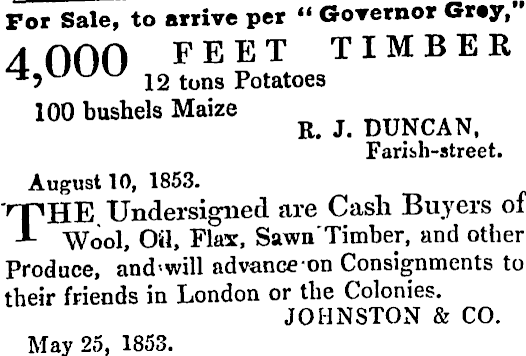 For Sale, to arrive per "Governor Grey,"
4,000 FEET TIMBER
12 tons Potatoes
100 bushels Maize
R. J. DUNCAN,
Farish-street.
August 10, 1853.
THE Undersigned are Cash Buyers of
Wool, Oil, Flax, Sawn Timber, and other
Produce, and will advance on Consignments to
their friends in London or the Colonies.
JOHNSTON & CO.
May 25, 1853.